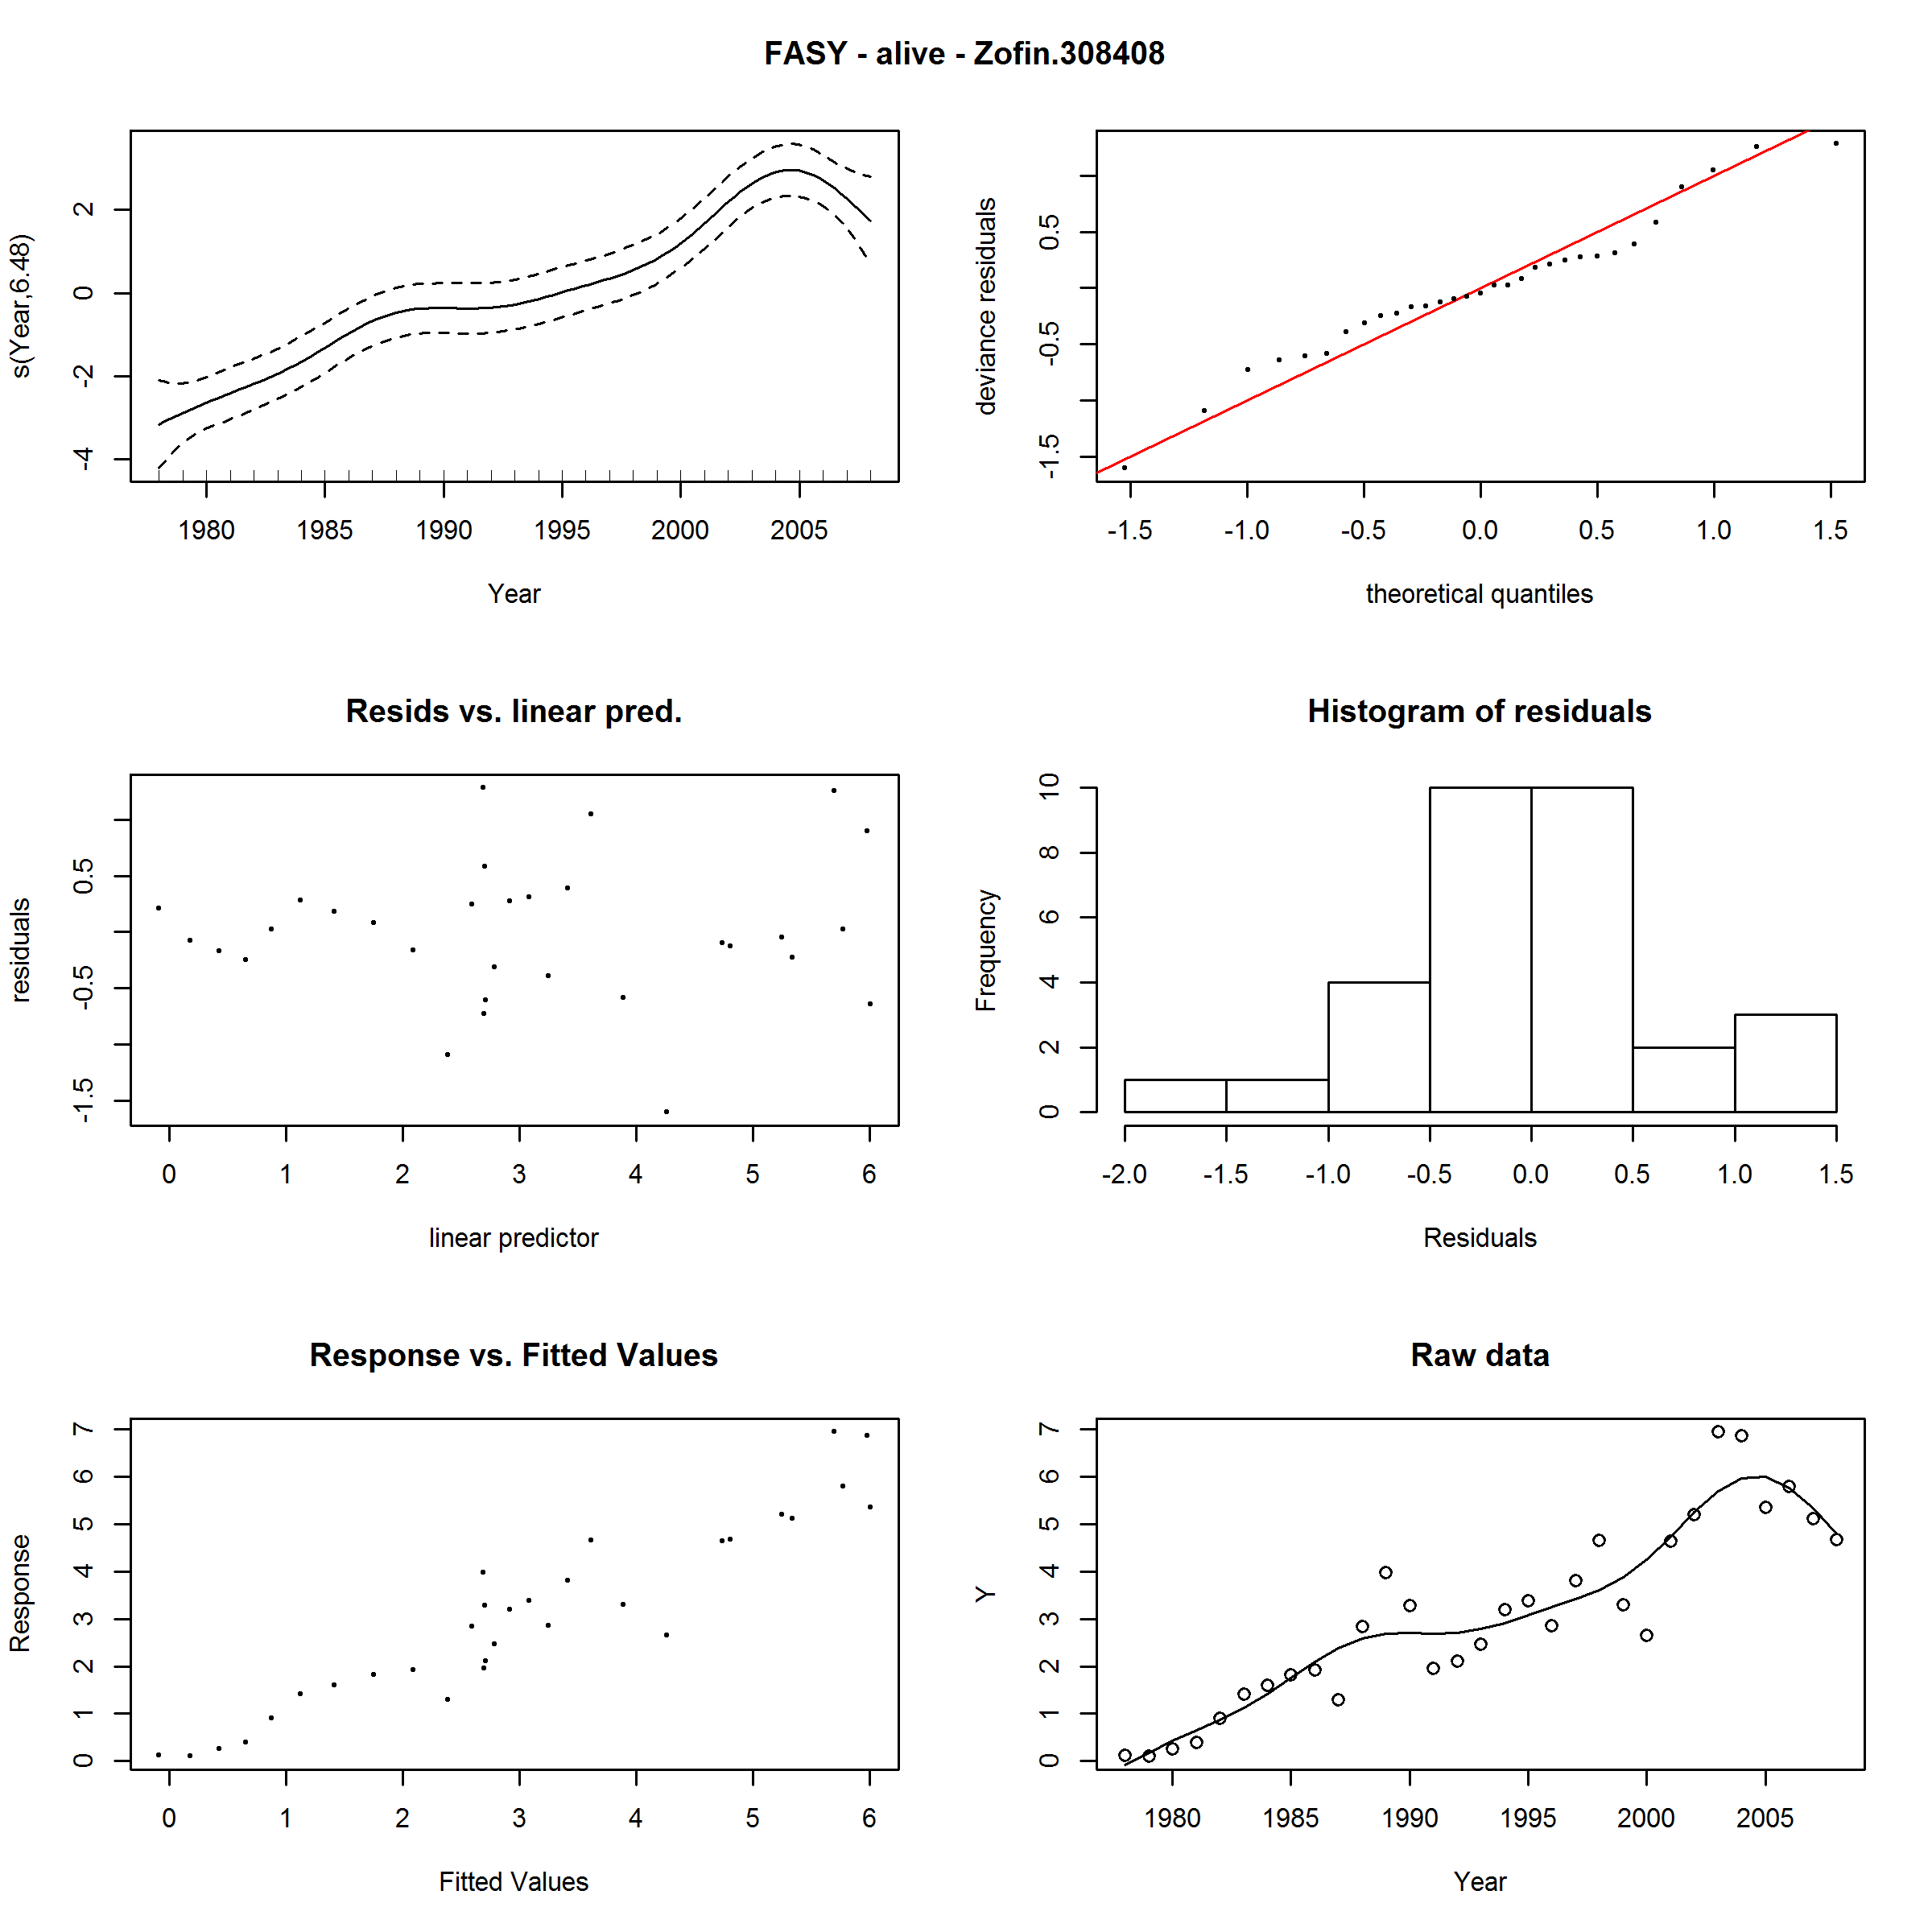 FASY - alive - Zofin.308408
s(Year,6.48)
2
0
-2
-4
1980 1985 1990 1995 2000 2005
Year
deviance residuals
0.5
-0.5
-1.5
-1.5 -1.0 -0.5 0.0 0.5 1.0 1.5
theoretical quantiles
Resids vs. linear pred.
residuals
0.5
-0.5
-1.5
0 1 2 3 4 5 6
linear predictor
Histogram of residuals
Frequency
10
8
6
4
2
0
-2.0 -1.5 -1.0 -0.5 0.0 0.5 1.0 1.5
Residuals
Response vs. Fitted Values
Response
7
6
5
4
3
2
1
0
0 1 2 3 4 5 6
Fitted Values
Raw data
Y
7
6
5
4
3
2
1
0
1980 1985 1990 1995 2000 2005
Year